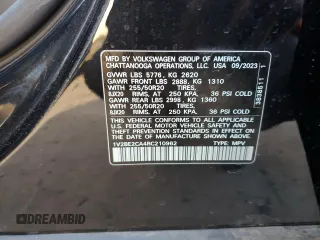 MFD BY VOLKSWAGEN GROUP OF AMERICA
CHATTANOOGA OPERATIONS, LLC. USA 09/2023
GVWR LBS 5776, KG 2620
GAWR FRONT LBS 2888, KG 1310
WITH 255/50R20 TIRES,
8JX20 RIMS, AT 250 KPA, 36 PSI COLD
GAWR REAR LBS 2998, KG 1360
WITH 255/50R20 TIRES,
8JX20 RIMS, AT 250 KPA, 36 PSI COLD
THIS VEHICLE CONFORMS TO ALL APPLICABLE
U.S. FEDERAL MOTOR VEHICLE SAFETY AND
THEFT PREVENTION STANDARDS IN EFFECT ON THE
DATE OF MANUFACTURE SHOWN ABOVE
1V2BE2CA4RC210962 TYPE: MPV
DRIVEANDBID